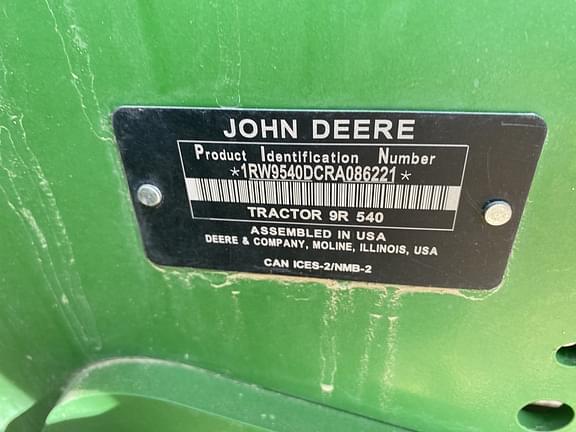 JOHN DEERE
Product Identification Number
*1RW9540DCRA086221*
TRACTOR 9R 540
ASSEMBLED IN USA
DEERE & COMPANY, MOLINE, ILLINOIS, USA
CAN ICES-2/NMB-2